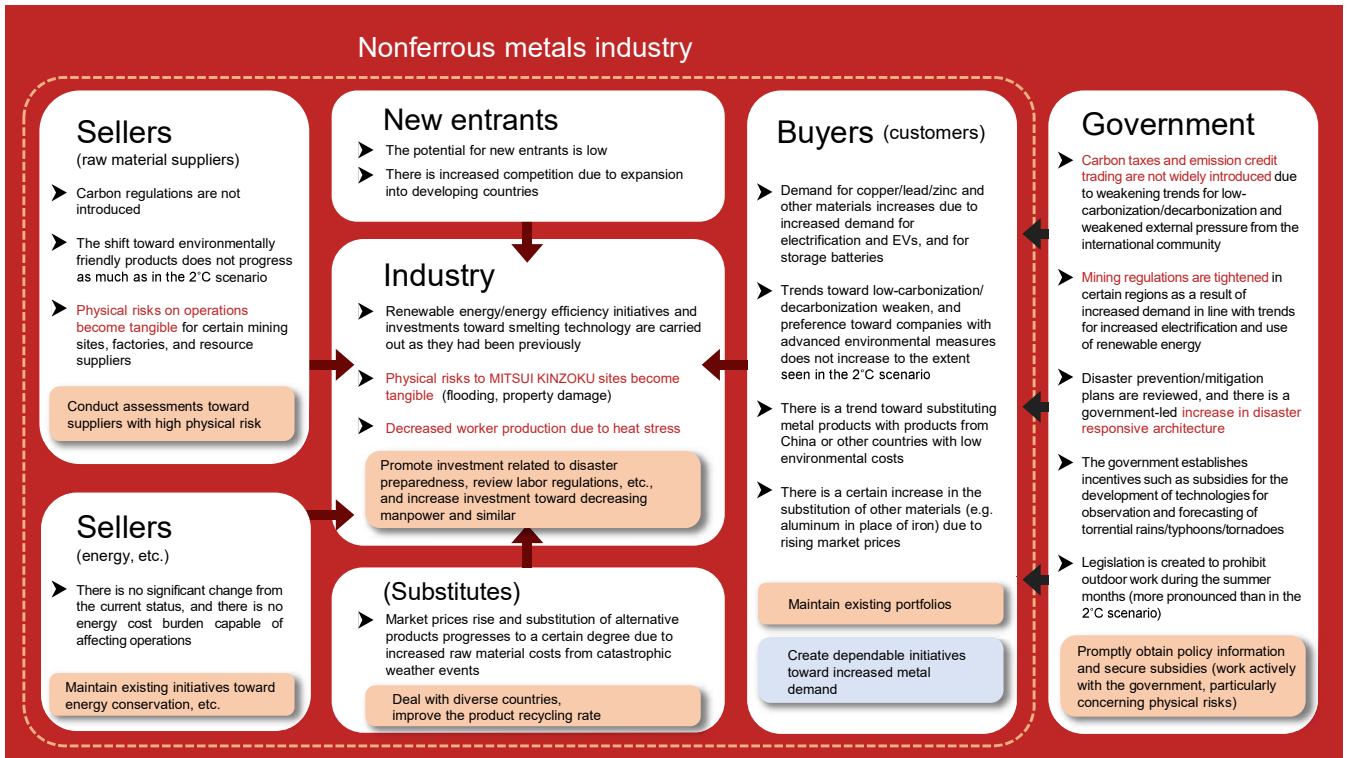 Nonferrous metals industry
Sellers
(raw material suppliers)
Carbon regulations are not
introduced
The shift toward environmentally
friendly products does not progress
as much as in the 2˚C scenario
Physical risks on operations
become tangible for certain mining
sites, factories, and resource
suppliers
Conduct assessments toward
suppliers with high physical risk
Sellers
(energy, etc.)
There is no significant change from
the current status, and there is no
energy cost burden capable of
affecting operations
Maintain existing initiatives toward
energy conservation, etc.
New entrants
The potential for new entrants is low
There is increased competition due to expansion
into developing countries
Industry
Renewable energy/energy efficiency initiatives and
investments toward smelting technology are carried
out as they had been previously
Physical risks to MITSUI KINZOKU sites become
tangible (flooding, property damage)
Decreased worker production due to heat stress
Promote investment related to disaster
preparedness, review labor regulations, etc.,
and increase investment toward decreasing
manpower and similar
(Substitutes)
Market prices rise and substitution of alternative
products progresses to a certain degree due to
increased raw material costs from catastrophic
weather events
Deal with diverse countries,
improve the product recycling rate
Buyers (customers)
Demand for copper/lead/zinc and
other materials increases due to
increased demand for
electrification and EVs, and for
storage batteries
Trends toward low-carbonization/
decarbonization weaken, and
preference toward companies with
advanced environmental measures
does not increase to the extent
seen in the 2˚C scenario
There is a trend toward substituting
metal products with products from
China or other countries with low
environmental costs
There is a certain increase in the
substitution of other materials (e.g.
aluminum in place of iron) due to
rising market prices
Maintain existing portfolios
Create dependable initiatives
toward increased metal
demand
Government
Carbon taxes and emission credit
trading are not widely introduced due
to weakening trends for low-
carbonization/decarbonization and
weakened external pressure from the
international community
Mining regulations are tightened in
certain regions as a result of
increased demand in line with trends
for increased electrification and use
of renewable energy
Disaster prevention/mitigation
plans are reviewed, and there is a
government-led increase in disaster
responsive architecture
The government establishes
incentives such as subsidies for the
development of technologies for
observation and forecasting of
torrential rains/typhoons/tornadoes
Legislation is created to prohibit
outdoor work during the summer
months (more pronounced than in the
2˚C scenario)
Promptly obtain policy information
and secure subsidies (work actively
with the government, particularly
concerning physical risks)